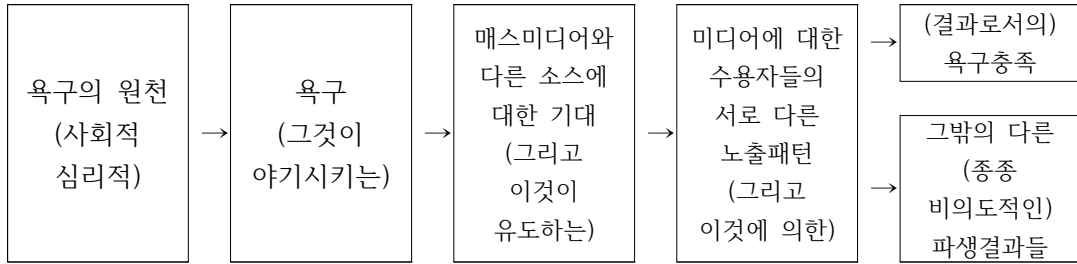 욕구의 원천
(사회적
심리적)
→
욕구
(그것이
야기시키는)
→
매스미디어와
다른 소스에
대한 기대
(그리고
이것이
유도하는)
→
미디어에 대한
수용자들의
서로 다른
노출패턴
(그리고
이것에 의한)
→
(결과로서의)
욕구충족
→
그밖의 다른
(종종
비의도적인)
파생결과들